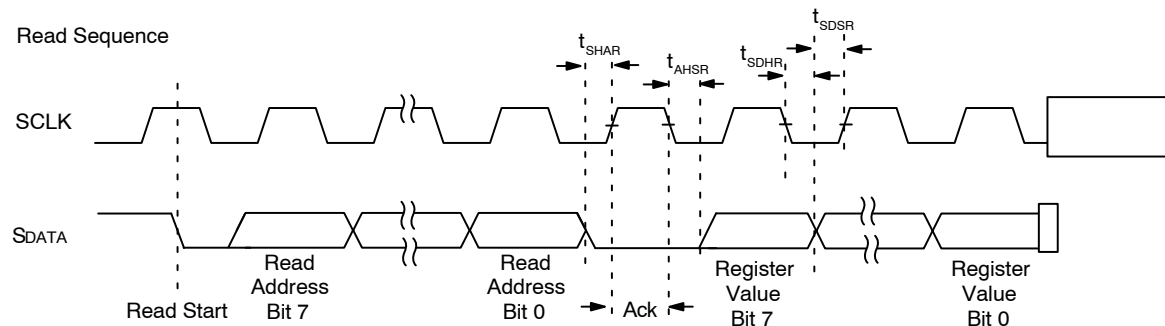 Read Sequence
tSHAR
tAHSR
tSDHR
tSDSR
SCLK
SDATA
Read Start
Read
Address
Bit 7
Read
Address
Bit 0
Ack
Register
Value
Bit 7
Register
Value
Bit 0